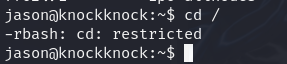 jason@knockknock:~$ cd /
-rbash: cd: restricted
jason@knockknock:~$